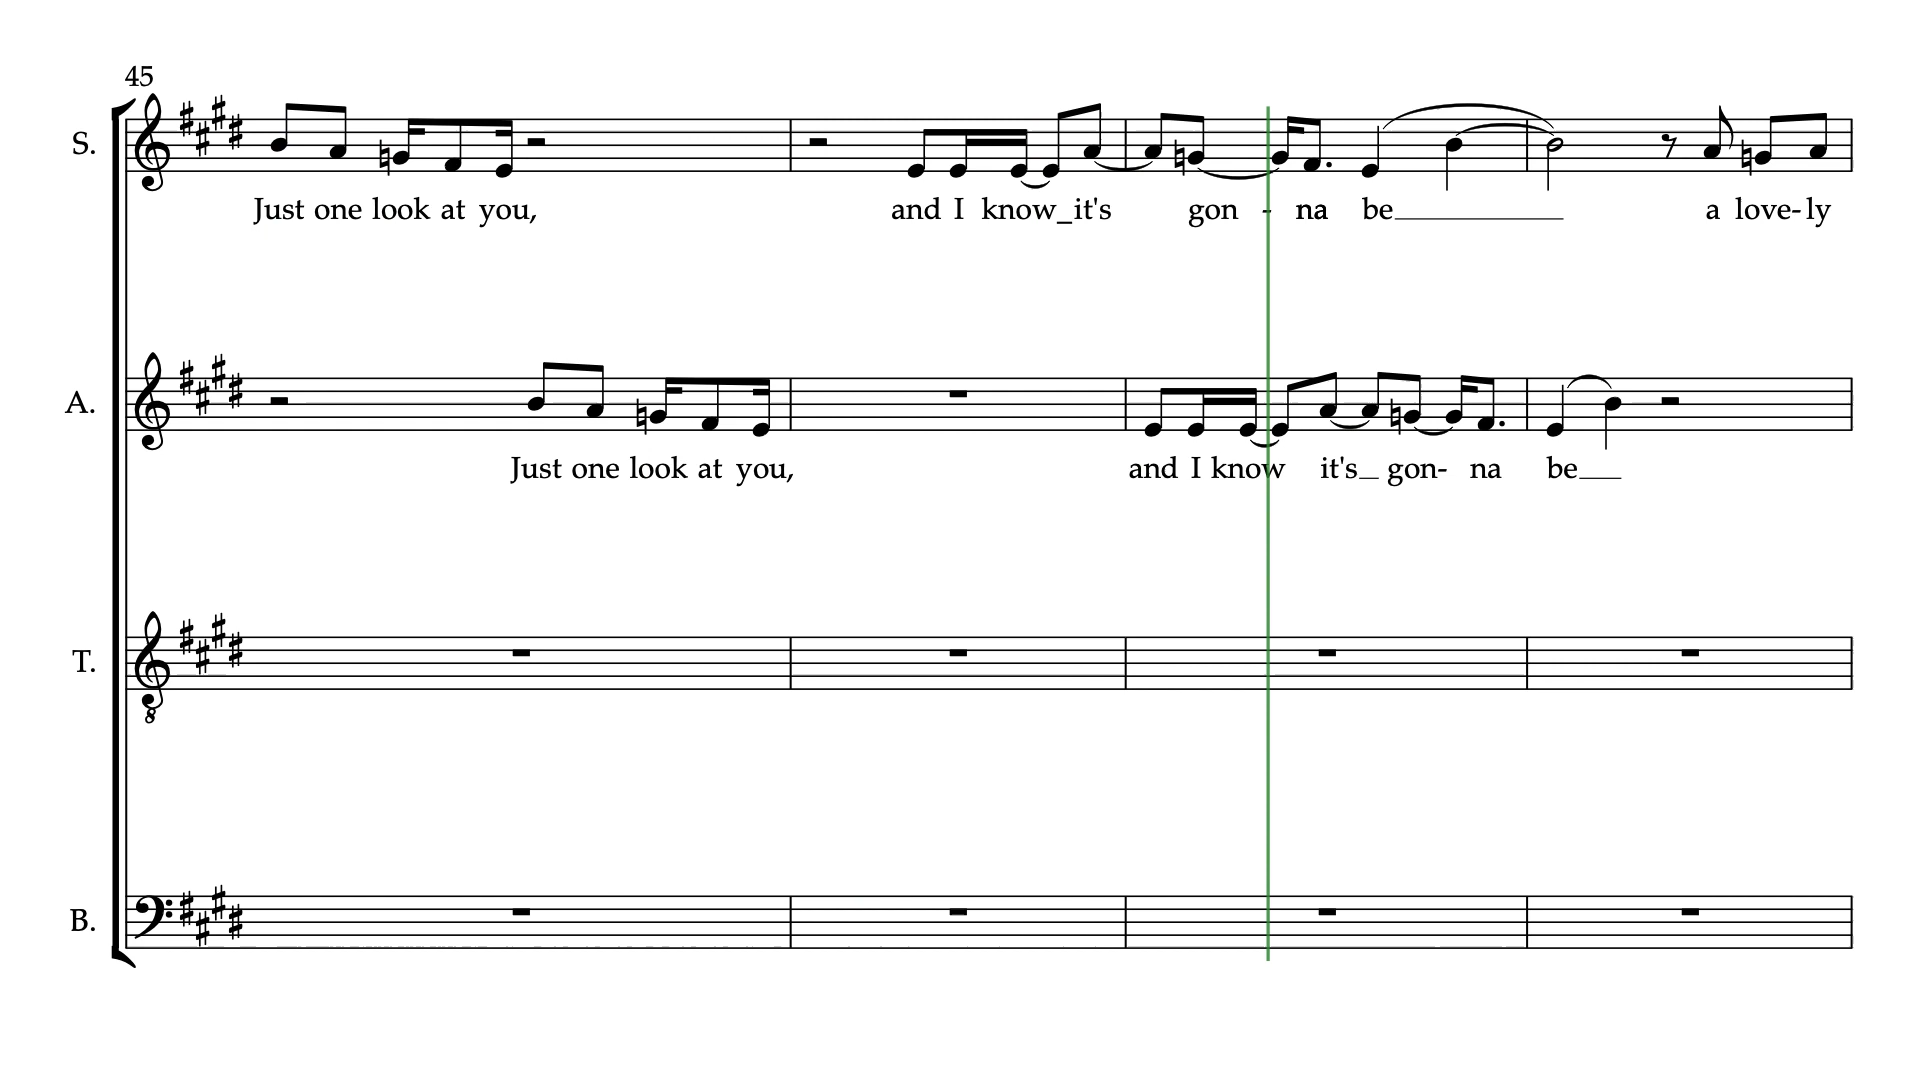 45
S.
Just one look at you, and I know_it's gon - na be a love-ly
A.
Just one look at you, and I know it's gon- na be
T.
8
B.